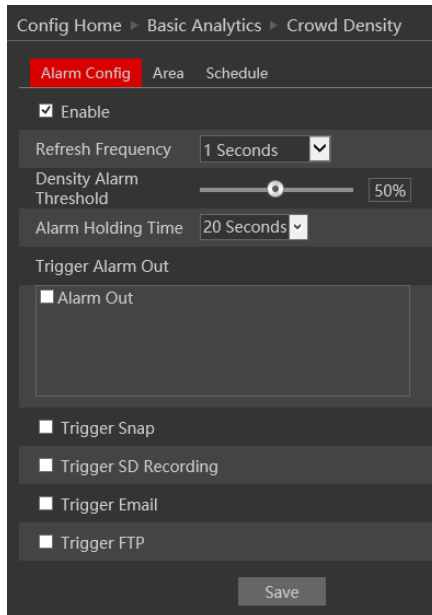 Config Home ▶ Basic Analytics ▶ Crowd Density
Alarm Config Area Schedule
Enable
Refresh Frequency 1 Seconds
Density Alarm
Threshold 50%
Alarm Holding Time 20 Seconds
Trigger Alarm Out
Alarm Out
Trigger Snap
Trigger SD Recording
Trigger Email
Trigger FTP
Save